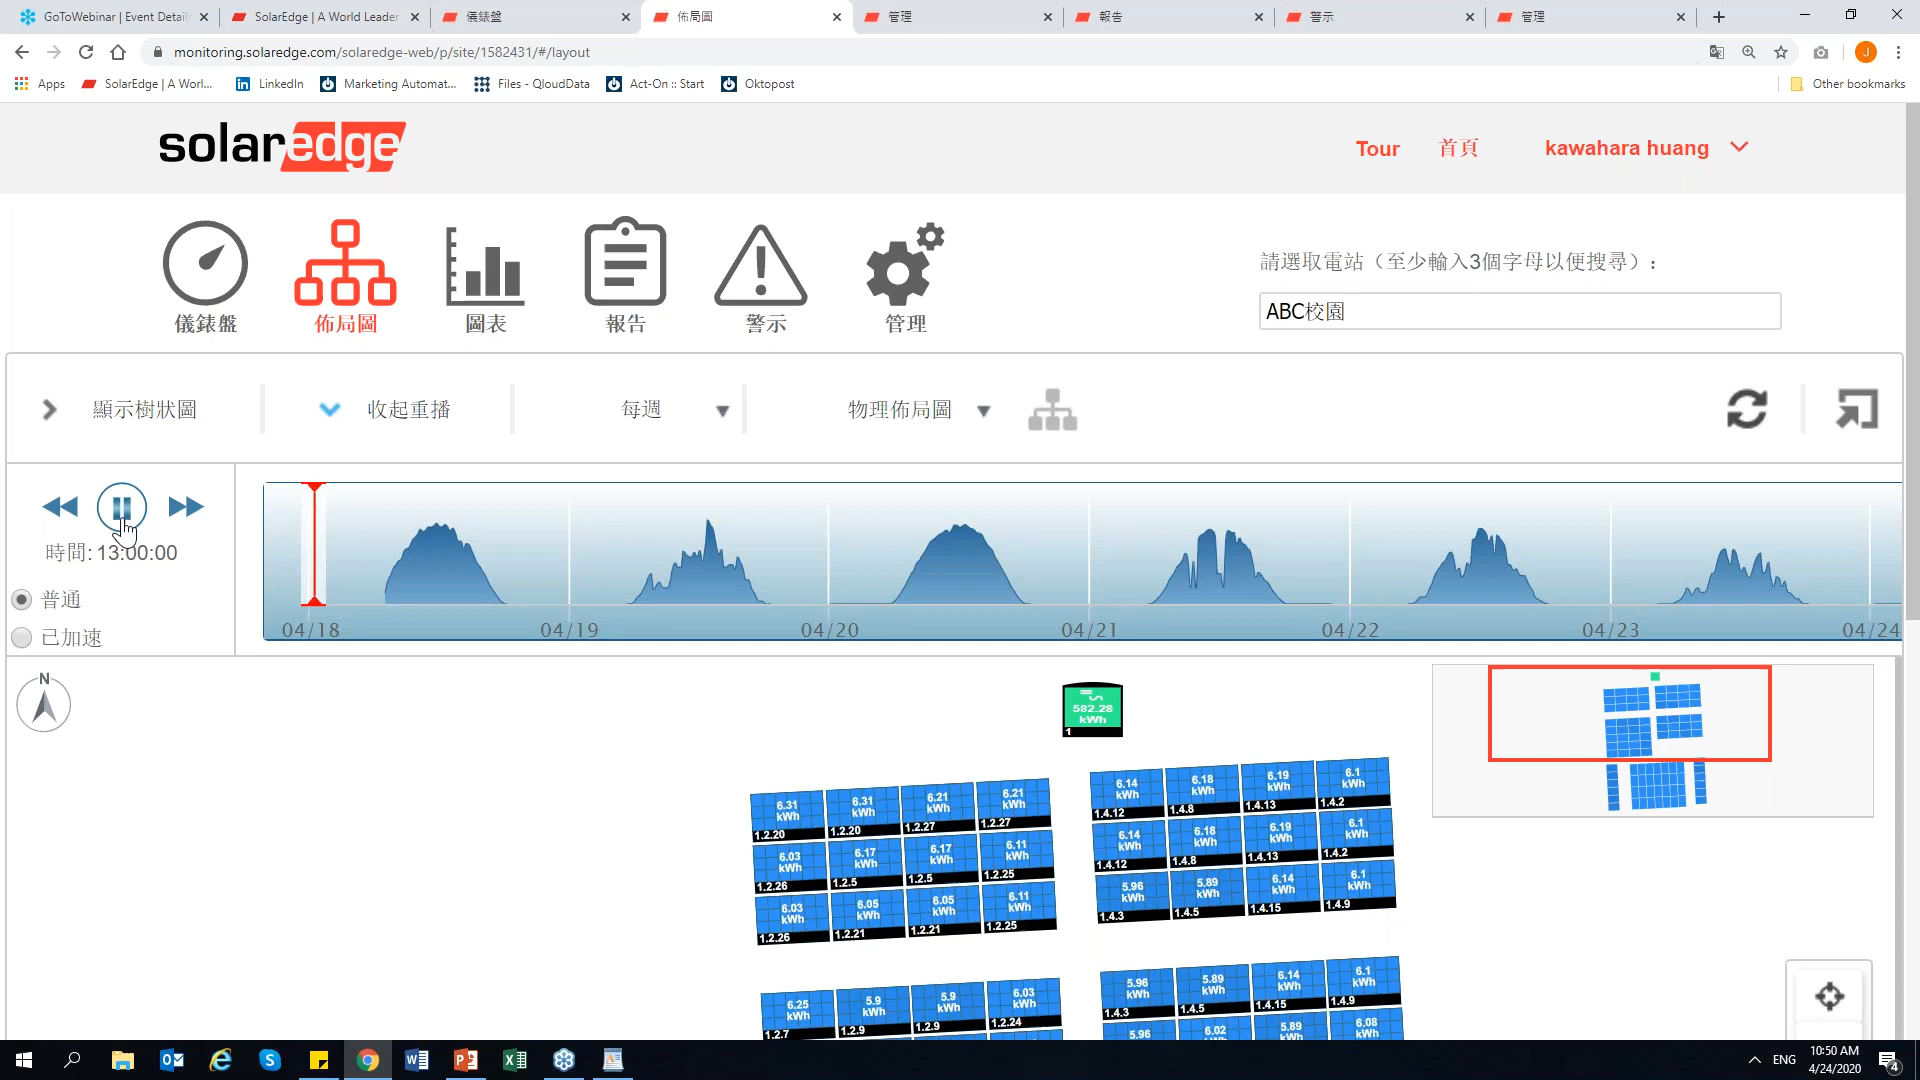 GoToWebinar | Event Details
SolarEdge | A World Leader
儀錶盤
佈局圖
管理
報告
警示
管理
monitoring.solaredge.com/solaredge-web/p/site/1582431/#/layout
J
Apps
SolarEdge | A Worl...
LinkedIn
Marketing Automat...
Files - QloudData
Act-On :: Start
Oktopost
Other bookmarks
solaredge
Tour
首頁
kawahara huang
儀錶盤
佈局圖
圖表
報告
警示
管理
請選取電站（至少輸入3個字母以便搜尋）：
ABC校園
顯示樹狀圖
收起重播
每週
物理佈局圖
時間: 13:00:00
普通
已加速
04/18
04/19
04/20
04/21
04/22
04/23
04/24
N
582.28
kWh
1
6.31 kWh 1.2.20
6.31 kWh 1.2.20
6.21 kWh 1.2.27
6.21 kWh 1.2.27
6.03 kWh 1.2.26
6.17 kWh 1.2.5
6.17 kWh 1.2.5
6.11 kWh 1.2.25
6.03 kWh 1.2.26
6.05 kWh 1.2.21
6.05 kWh 1.2.21
6.11 kWh 1.2.25
6.14 kWh 1.4.12
6.18 kWh 1.4.8
6.19 kWh 1.4.13
6.1 kWh 1.4.2
6.14 kWh 1.4.12
6.18 kWh 1.4.8
6.19 kWh 1.4.13
6.1 kWh 1.4.2
5.96 kWh 1.4.3
5.89 kWh 1.4.5
6.14 kWh 1.4.15
6.1 kWh 1.4.9
6.25 kWh 1.2.7
5.9 kWh 1.2.9
5.9 kWh 1.2.9
6.03 kWh 1.2.24
5.96 kWh 1.4.3
5.89 kWh 1.4.5
6.14 kWh 1.4.15
6.1 kWh 1.4.9
5.96
6.02 kWh
5.89 kWh
6.08 kWh
ENG
10:50 AM
4/24/2020
4